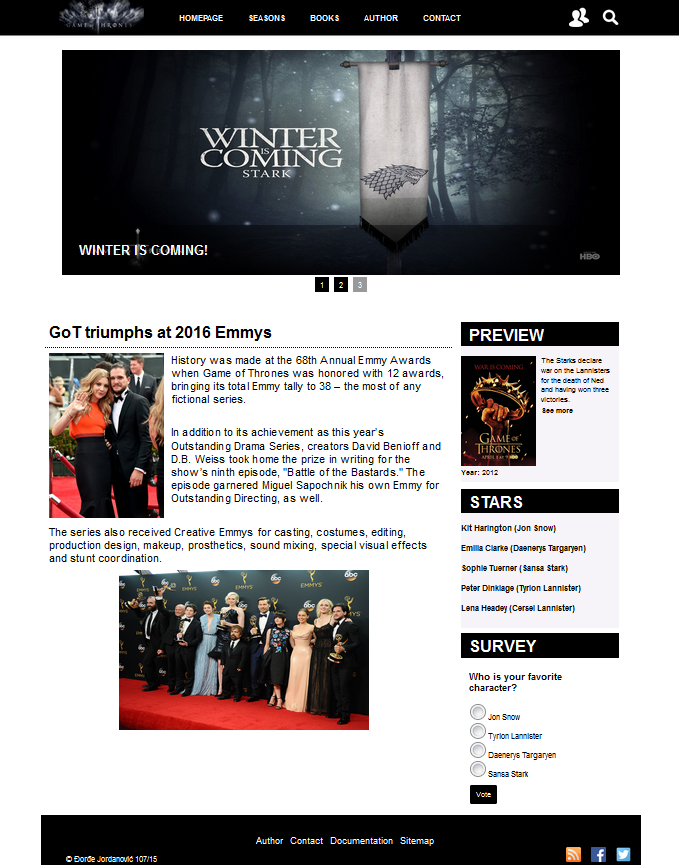 GAME OF THRONES
HOMEPAGE SEASONS BOOKS AUTHOR CONTACT
WINTER
IS
COMING
STARK
WINTER IS COMING!
HBO
1 2 3
GoT triumphs at 2016 Emmys
History was made at the 68th Annual Emmy Awards
when Game of Thrones was honored with 12 awards,
bringing its total Emmy tally to 38 – the most of any
fictional series.
In addition to its achievement as this year's
Outstanding Drama Series, creators David Benioff and
D.B. Weiss took home the prize in writing for the
show's ninth episode, "Battle of the Bastards." The
episode garnered Miguel Sapochnik his own Emmy for
Outstanding Directing, as well.
The series also received Creative Emmys for casting, costumes, editing,
production design, makeup, prosthetics, sound mixing, special visual effects
and stunt coordination.
abc
EMMYS
abc
EMMYS
abc
PREVIEW
WAR IS COMING
GAME OF
THRONES
The Starks declare
war on the Lannisters
for the death of Ned
and having won three
victories.
See more
Year: 2012
STARS
Kit Harington (Jon Snow)
Emilia Clarke (Daenerys Targaryen)
Sophie Tuerner (Sansa Stark)
Peter Dinklage (Tyrion Lannister)
Lena Headey (Cersei Lannister)
SURVEY
Who is your favorite
character?
Jon Snow
Tyrion Lannister
Daenerys Targaryen
Sansa Stark
Vote
Author Contact Documentation Sitemap
© Đorđe Jordanović 107/15